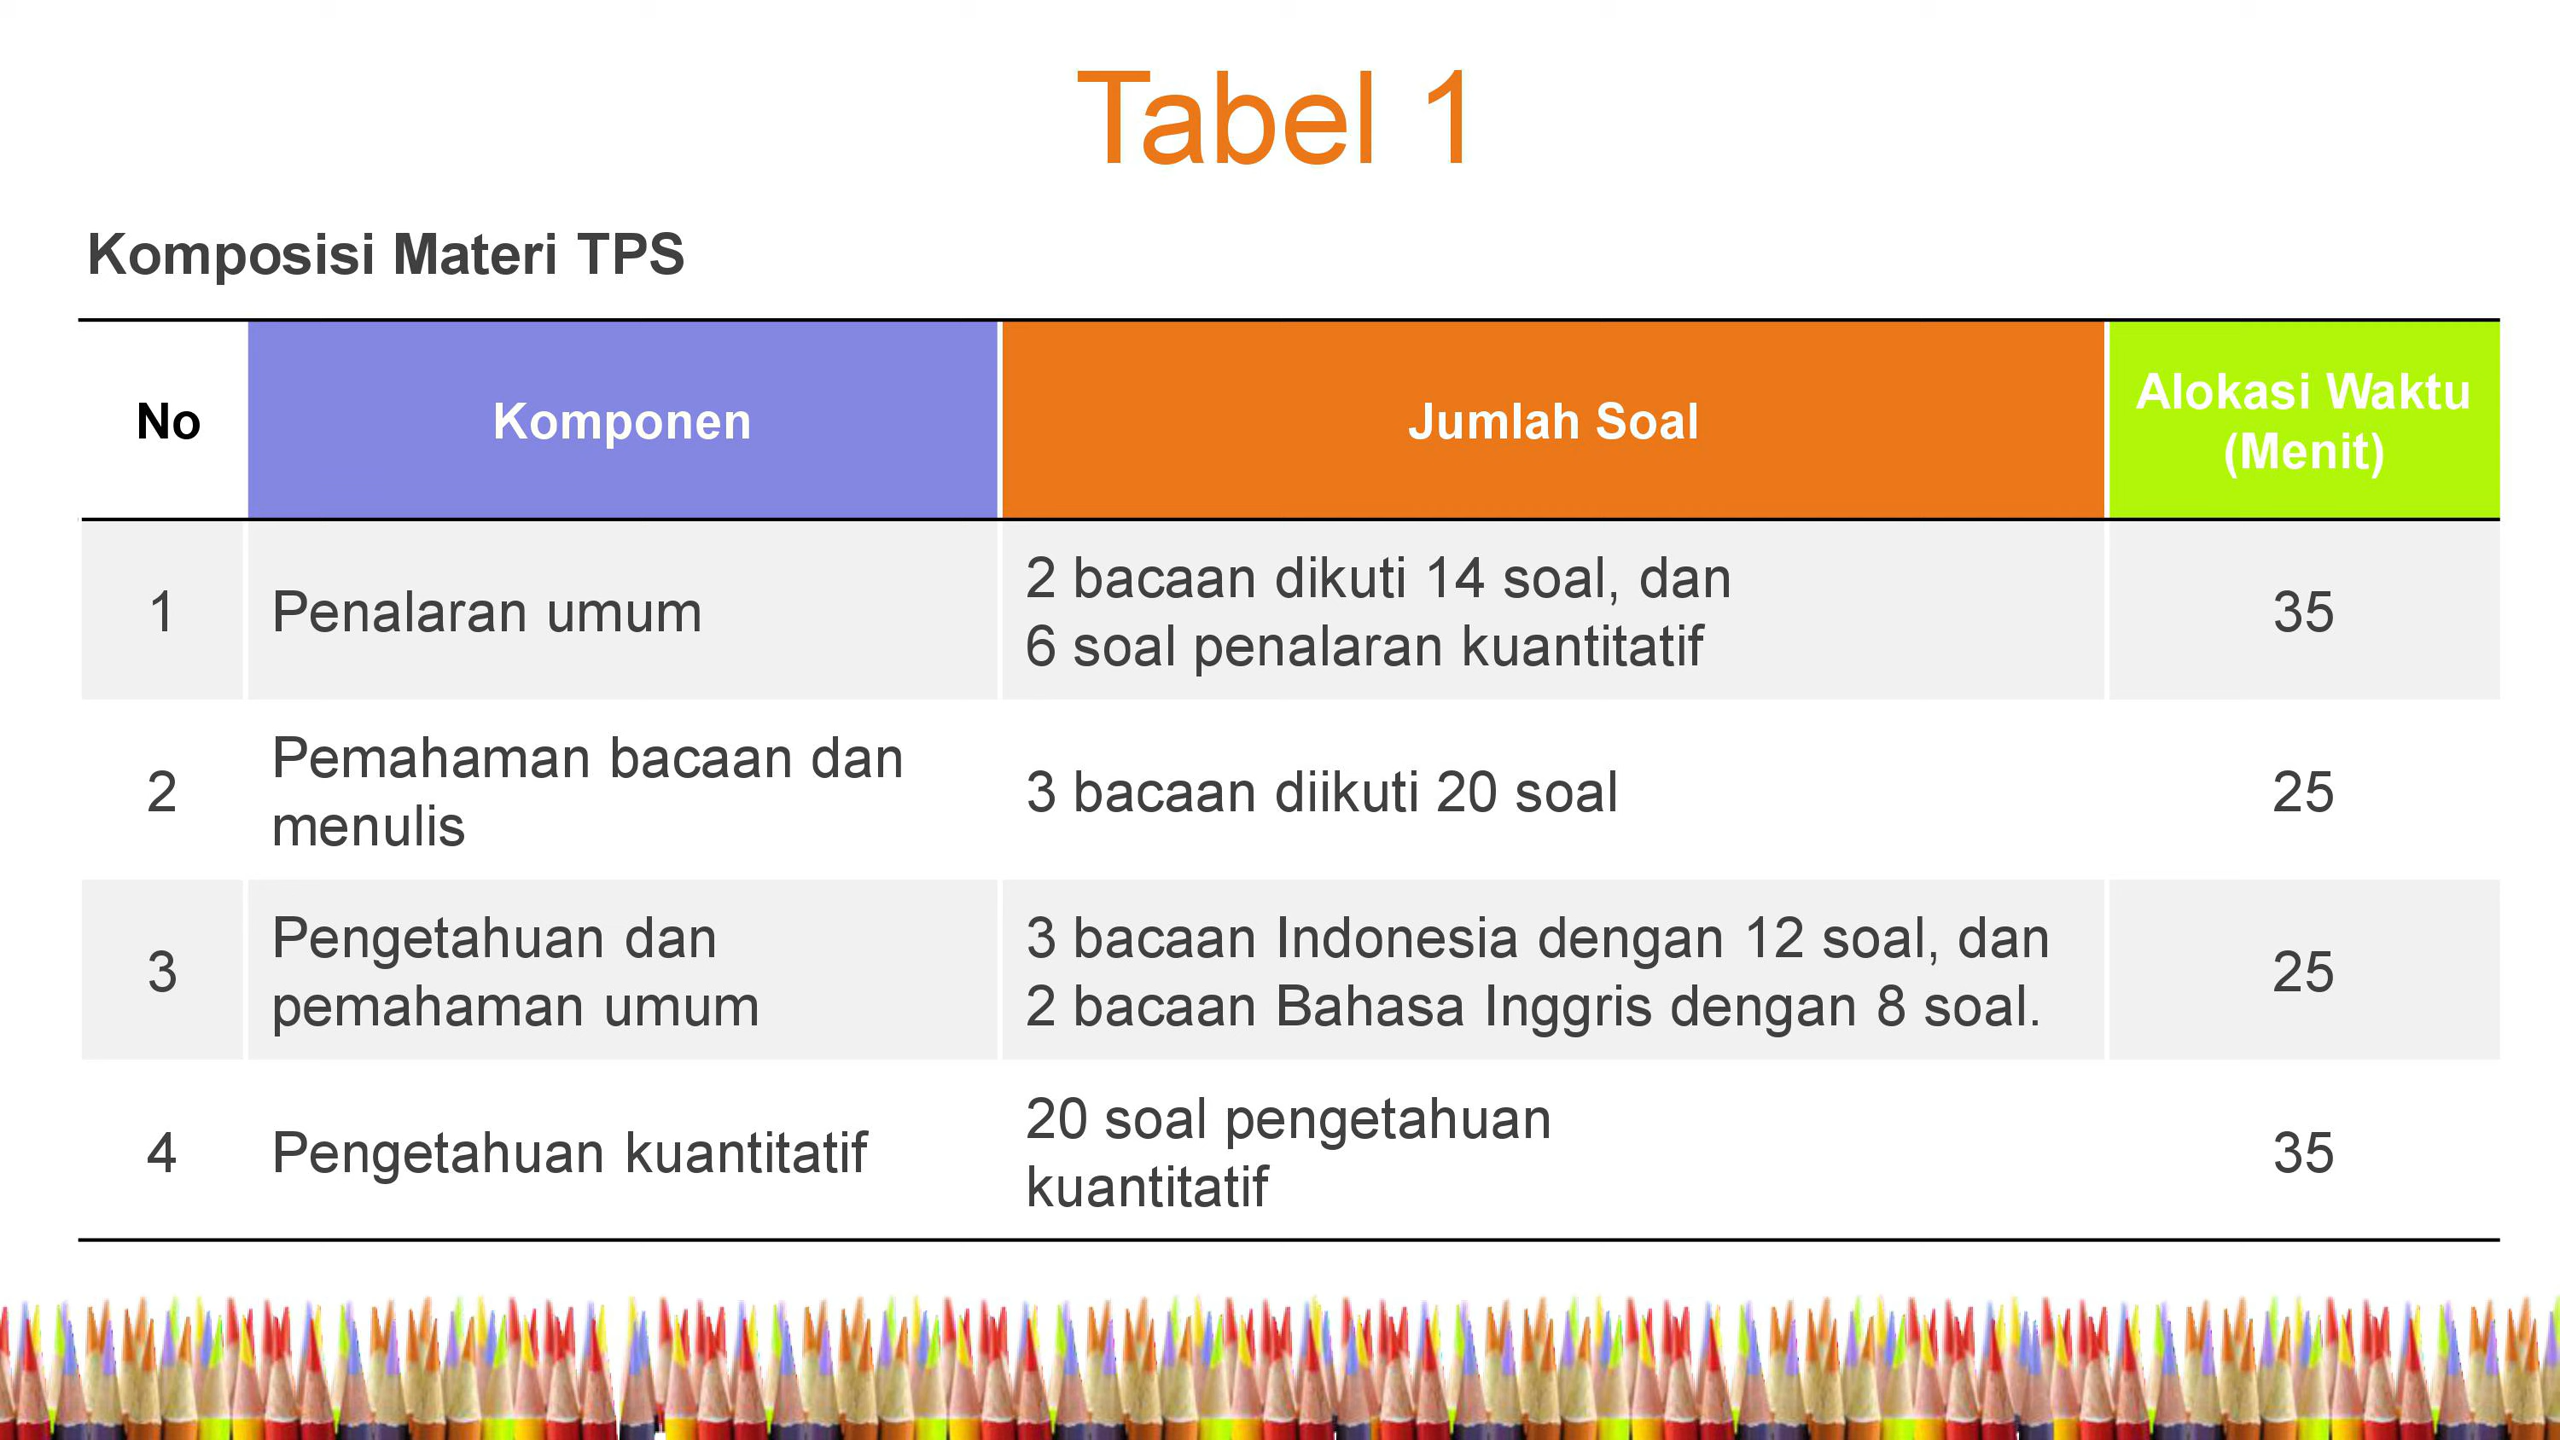 Tabel 1
Komposisi Materi TPS
No
Komponen
Jumlah Soal
Alokasi Waktu
(Menit)
1
Penalaran umum
2 bacaan dikuti 14 soal, dan
6 soal penalaran kuantitatif
35
2
Pemahaman bacaan dan
menulis
3 bacaan diikuti 20 soal
25
3
Pengetahuan dan
pemahaman umum
3 bacaan Indonesia dengan 12 soal, dan
2 bacaan Bahasa Inggris dengan 8 soal.
25
4
Pengetahuan kuantitatif
20 soal pengetahuan
kuantitatif
35